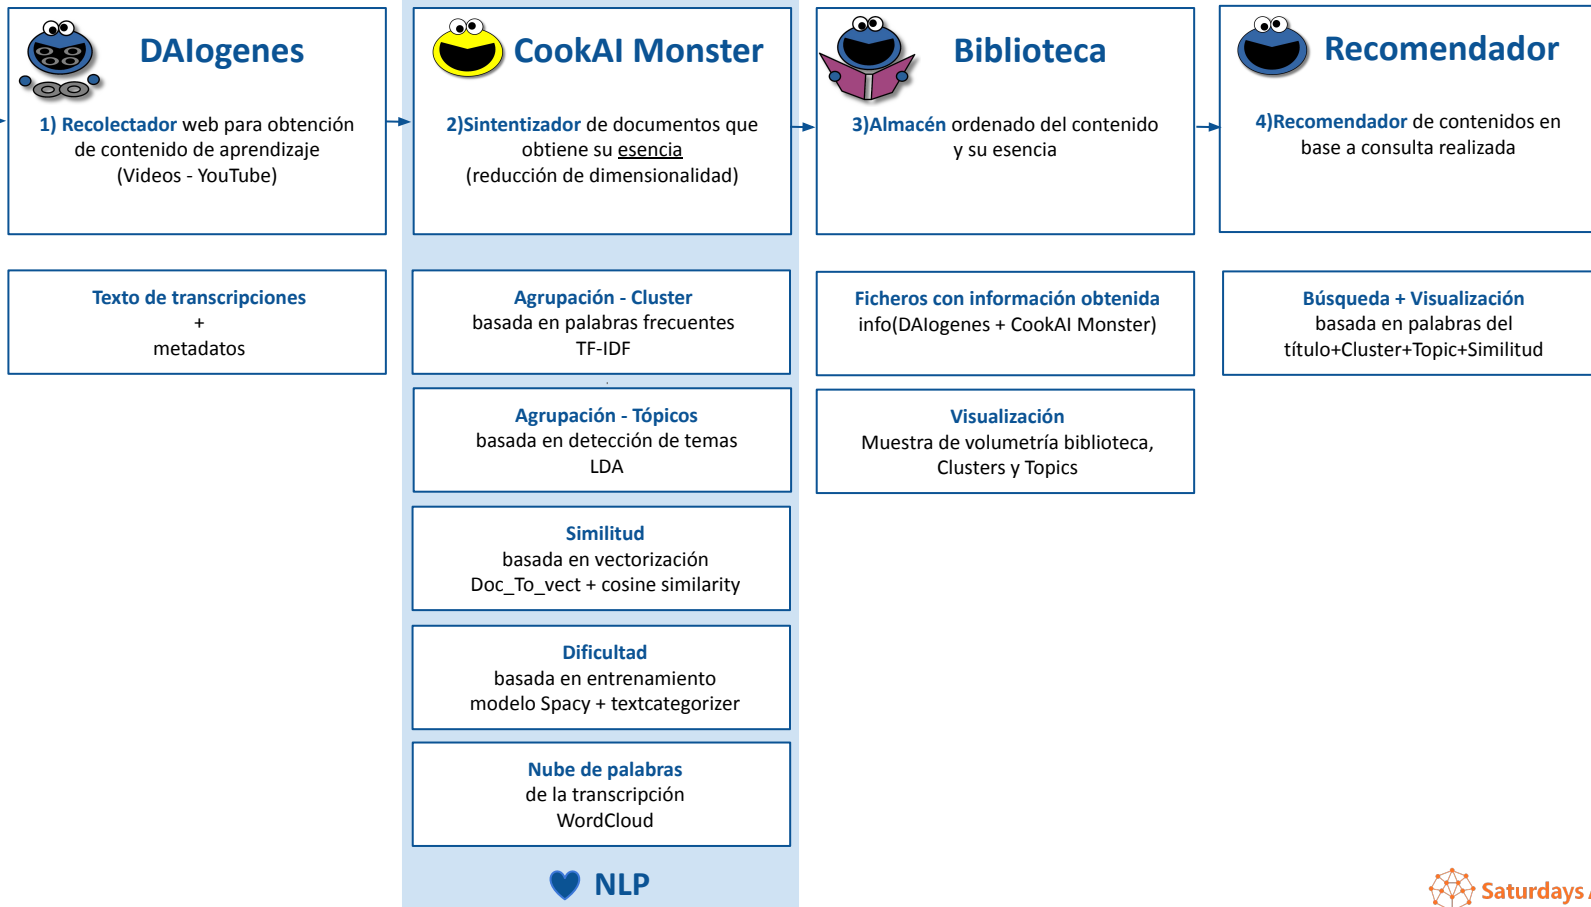 DAIogenes
1) Recolectador web para obtención
de contenido de aprendizaje
(Videos - YouTube)
Texto de transcripciones
+
metadatos
CookAI Monster
2)Sintentizador de documentos que
obtiene su esencia
(reducción de dimensionalidad)
Agrupación - Cluster
basada en palabras frecuentes
TF-IDF
Agrupación - Tópicos
basada en detección de temas
LDA
Similitud
basada en vectorización
Doc_To_vect + cosine similarity
Dificultad
basada en entrenamiento
modelo Spacy + textcategorizer
Nube de palabras
de la transcripción
WordCloud
NLP
Biblioteca
3)Almacén ordenado del contenido
y su esencia
Ficheros con información obtenida
info(DAIogenes + CookAI Monster)
Visualización
Muestra de volumetría biblioteca,
Clusters y Topics
Recomendador
4)Recomendador de contenidos en
base a consulta realizada
Búsqueda + Visualización
basada en palabras del
título+Cluster+Topic+Similitud
Saturdays